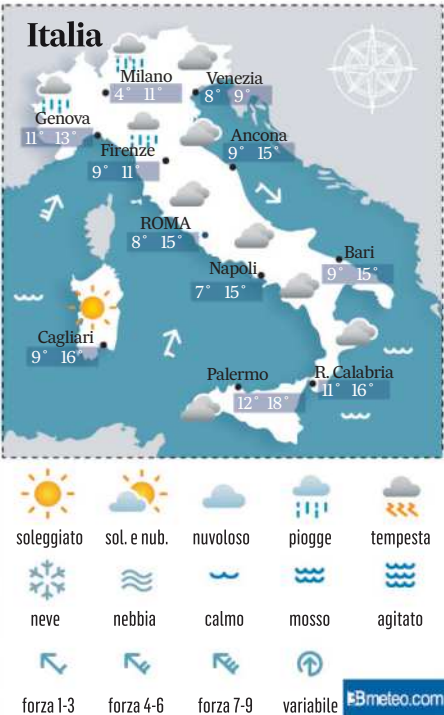 Italia
Milano
4° 11°
Venezia
8° 9°
Genova
11° 13°
Firenze
9° 11°
Ancona
9° 15°
ROMA
8° 15°
Napoli
7° 15°
Bari
9° 15°
Cagliari
9° 16°
Palermo
12° 18°
R. Calabria
11° 16°
soleggiato sol. e nub. nuvoloso piogge tempesta
neve nebbia calmo mosso agitato
forza 1-3 forza 4-6 forza 7-9 variabile
3Bmeteo.com